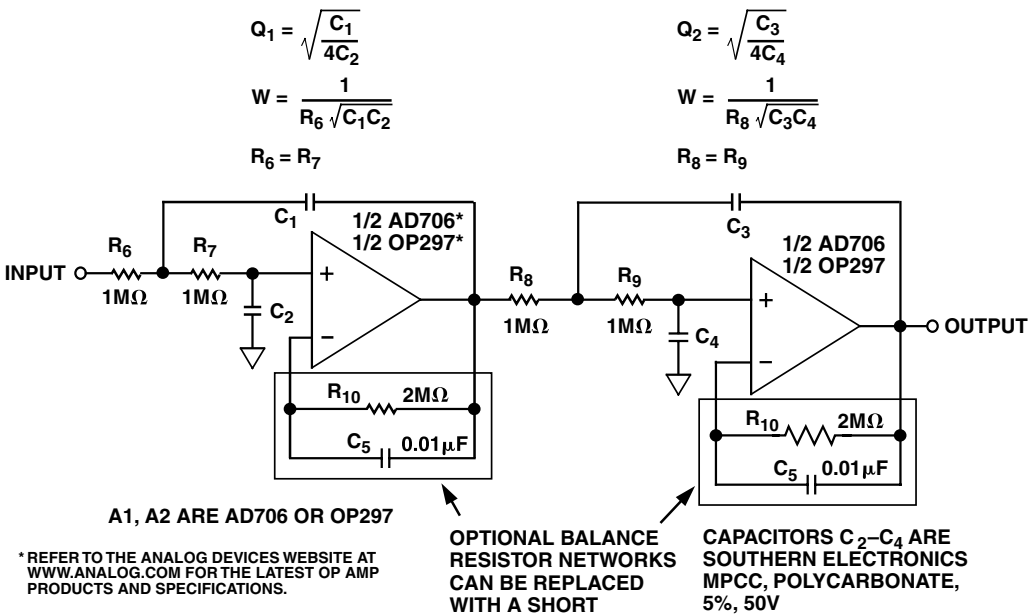 Q1 = √(C1/4C2)
Q2 = √(C3/4C4)
W = 1/(R6 √C1C2)
W = 1/(R8 √C3C4)
R6 = R7
R8 = R9
C1
1/2 AD706*
1/2 OP297*
C3
1/2 AD706
1/2 OP297
INPUT
R6
1MΩ
R7
1MΩ
C2
+
−
R8
1MΩ
R9
1MΩ
C4
+
−
OUTPUT
R10 2MΩ
C5 0.01µF
R10 2MΩ
C5 0.01µF
A1, A2 ARE AD706 OR OP297
* REFER TO THE ANALOG DEVICES WEBSITE AT
WWW.ANALOG.COM FOR THE LATEST OP AMP
PRODUCTS AND SPECIFICATIONS.
OPTIONAL BALANCE
RESISTOR NETWORKS
CAN BE REPLACED
WITH A SHORT
CAPACITORS C2–C4 ARE
SOUTHERN ELECTRONICS
MPCC, POLYCARBONATE,
5%, 50V